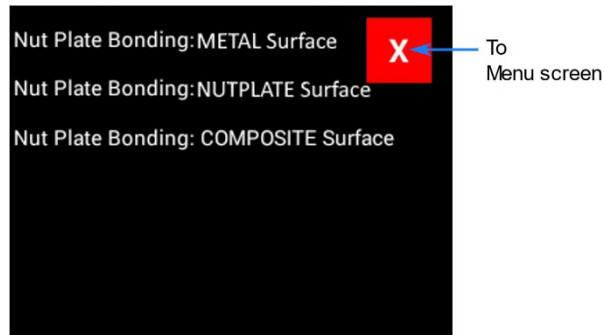 Nut Plate Bonding: METAL Surface
X
To
Menu screen
Nut Plate Bonding: NUTPLATE Surface
Nut Plate Bonding: COMPOSITE Surface